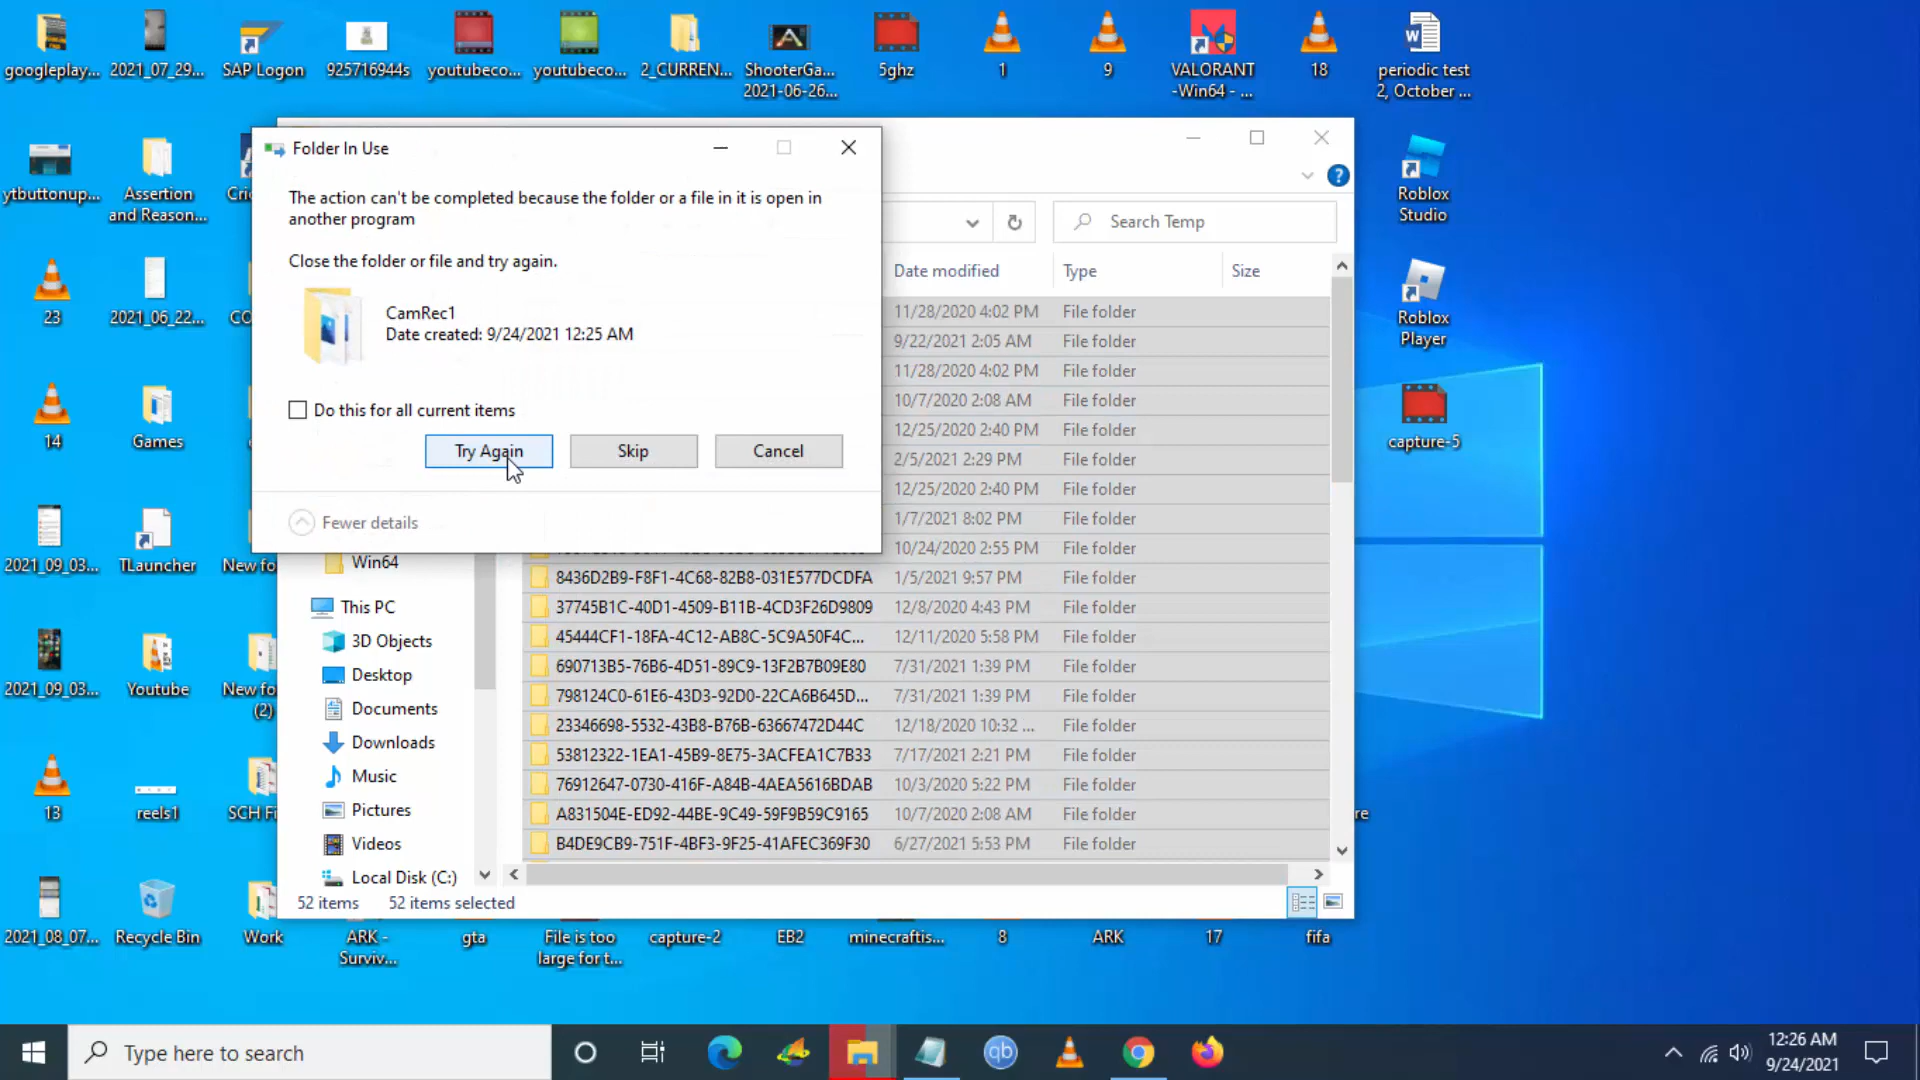 googleplay...
2021_07_29...
SAP Logon
925716944s
youtubeco...
youtubeco...
2_CURREN...
ShooterGa...
2021-06-26...
5ghz
1
9
VALORANT
-Win64 - ...
18
periodic test
2, October ...
ytbuttonup...
Assertion
and Reason...
Cri
Roblox
Studio
23
2021_06_22...
CO
Roblox
Player
14
Games
capture-5
2021_09_03...
TLauncher
New fo
2021_09_03...
Youtube
New fo
(2)
13
reels1
SCH Fi
re
2021_08_07...
Recycle Bin
Work
ARK -
Surviv...
gta
File is too
large for t...
capture-2
EB2
minecraftis...
8
ARK
17
fifa
Folder In Use
The action can't be completed because the folder or a file in it is open in
another program
Close the folder or file and try again.
CamRec1
Date created: 9/24/2021 12:25 AM
Do this for all current items
Try Again
Skip
Cancel
Fewer details
Search Temp
Date modified
Type
Size
11/28/2020 4:02 PM File folder
9/22/2021 2:05 AM File folder
11/28/2020 4:02 PM File folder
10/7/2020 2:08 AM File folder
12/25/2020 2:40 PM File folder
2/5/2021 2:29 PM File folder
12/25/2020 2:40 PM File folder
1/7/2021 8:02 PM File folder
10/24/2020 2:55 PM File folder
8436D2B9-F8F1-4C68-82B8-031E577DCDFA 1/5/2021 9:57 PM File folder
37745B1C-40D1-4509-B11B-4CD3F26D9809 12/8/2020 4:43 PM File folder
45444CF1-18FA-4C12-AB8C-5C9A50F4C... 12/11/2020 5:58 PM File folder
690713B5-76B6-4D51-89C9-13F2B7B09E80 7/31/2021 1:39 PM File folder
798124C0-61E6-43D3-92D0-22CA6B645D... 7/31/2021 1:39 PM File folder
23346698-5532-43B8-B76B-63667472D44C 12/18/2020 10:32 ... File folder
53812322-1EA1-45B9-8E75-3ACFEA1C7B33 7/17/2021 2:21 PM File folder
76912647-0730-416F-A84B-4AEA5616BDAB 10/3/2020 5:22 PM File folder
A831504E-ED92-44BE-9C49-59F9B59C9165 10/7/2020 2:08 AM File folder
B4DE9CB9-751F-4BF3-9F25-41AFEC369F30 6/27/2021 5:53 PM File folder
Win64
This PC
3D Objects
Desktop
Documents
Downloads
Music
Pictures
Videos
Local Disk (C:)
52 items
52 items selected
Type here to search
qb
12:26 AM
9/24/2021